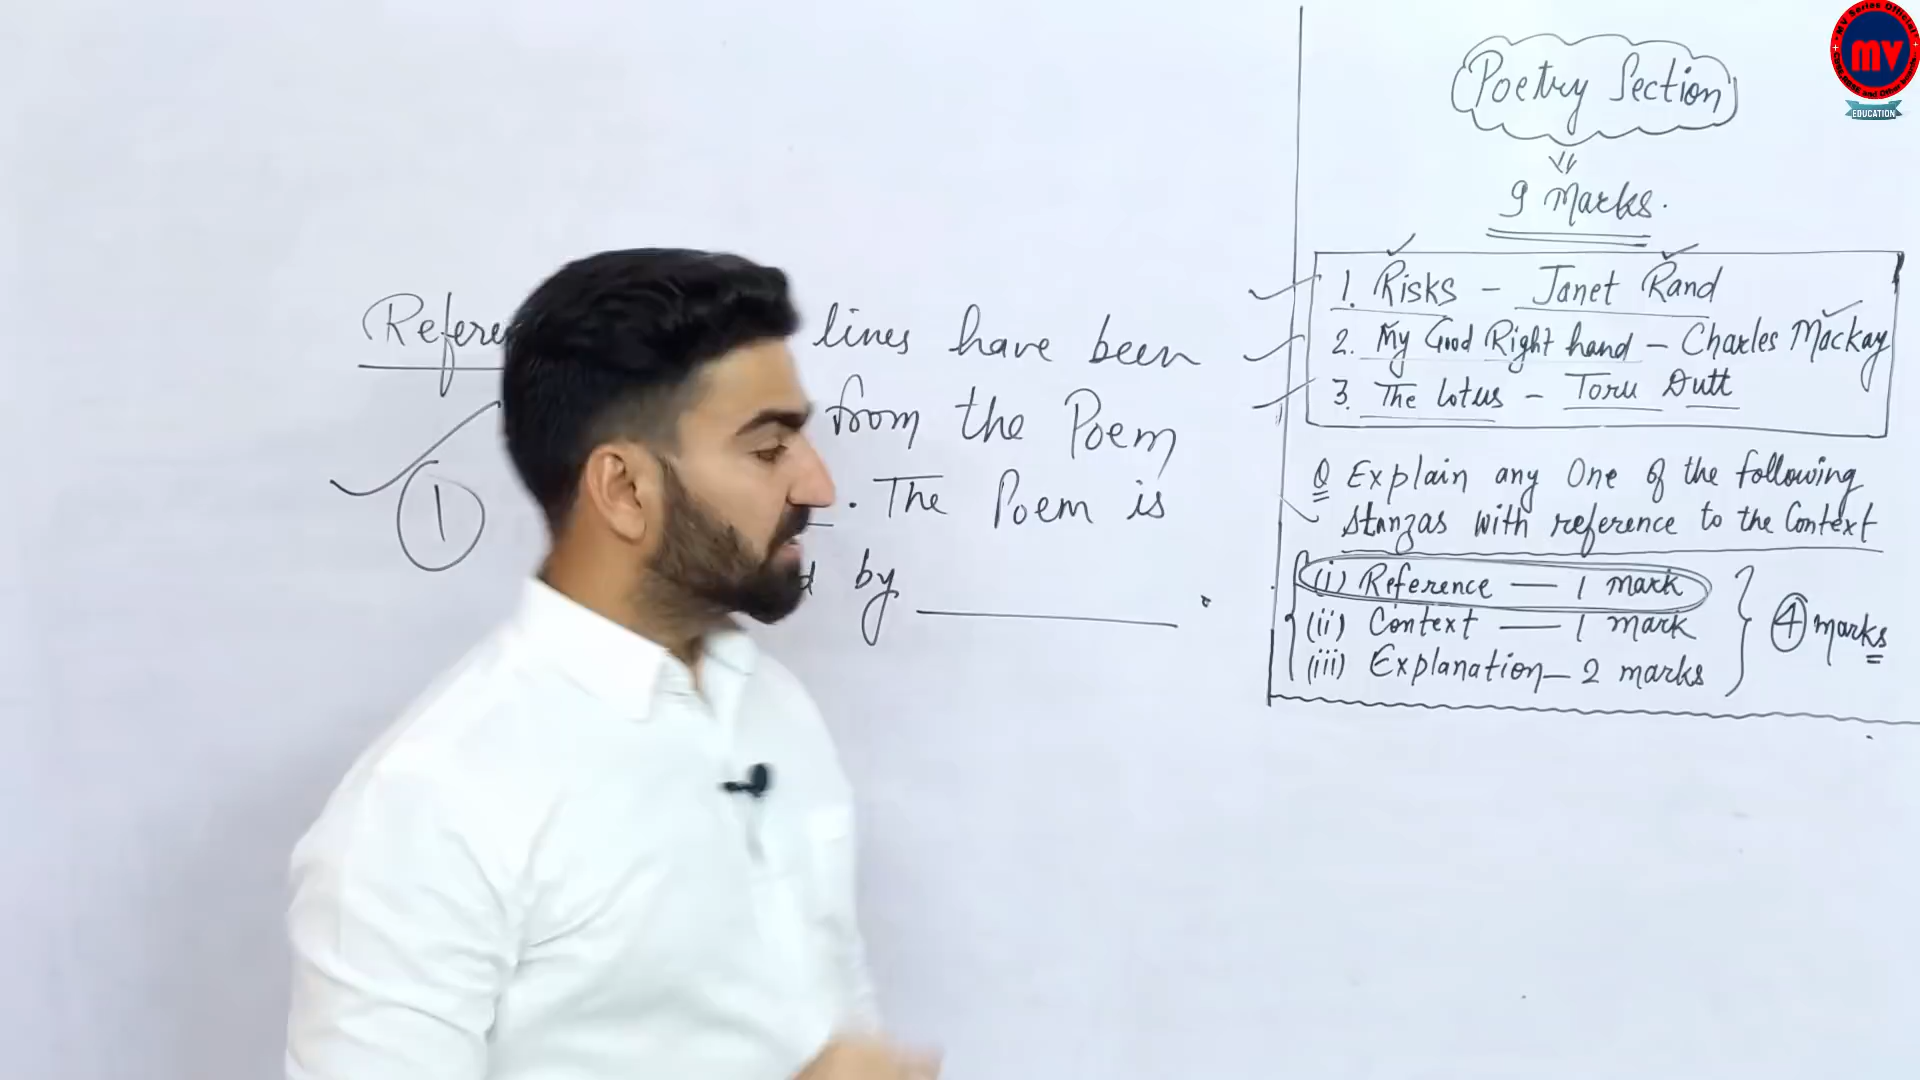 lines have been
from the Poem
. The Poem is
by ________ .
1
Poetry Section
9 Marks.
1. Risks - Janet Rand
2. My Good Right hand - Charles Mackay
3. The Lotus - Toru Dutt
Q Explain any One of the following
Stanzas with reference to the Context
(i) Reference — 1 mark
(ii) Context — 1 mark
(iii) Explanation — 2 marks
4 marks
MV
EDUCATION